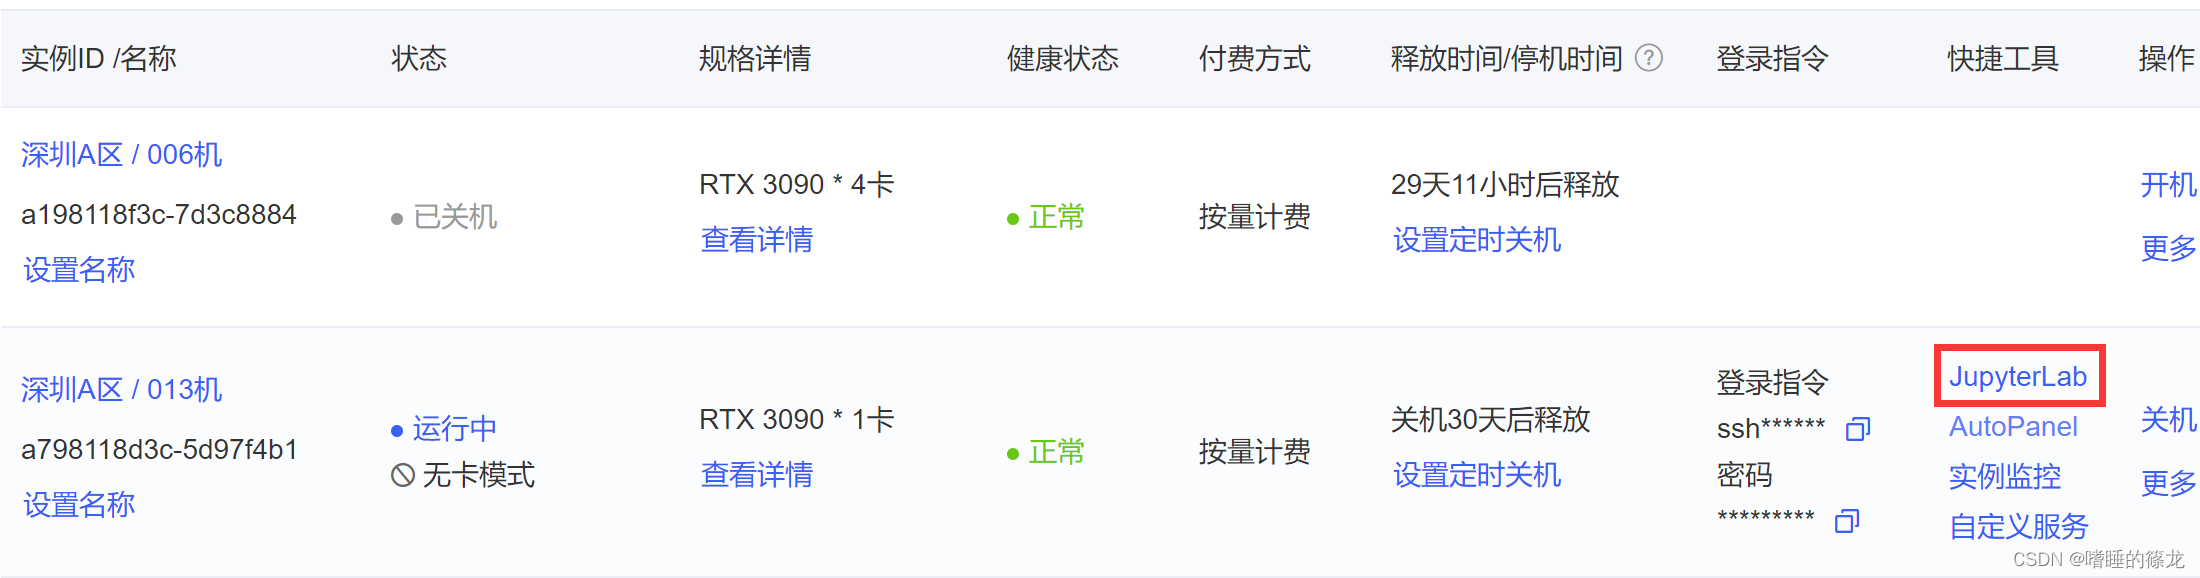 实例ID /名称 状态 规格详情 健康状态 付费方式 释放时间/停机时间 ? 登录指令 快捷工具 操作
深圳A区 / 006机
a198118f3c-7d3c8884
设置名称
已关机
RTX 3090 * 4卡
查看详情
正常
按量计费
29天11小时后释放
设置定时关机
开机
更多
深圳A区 / 013机
a798118d3c-5d97f4b1
设置名称
运行中
无卡模式
RTX 3090 * 1卡
查看详情
正常
按量计费
关机30天后释放
设置定时关机
登录指令
ssh******
密码
*********
JupyterLab
AutoPanel
实例监控
自定义服务
关机
更多
CSDN @嗜睡的篠龙